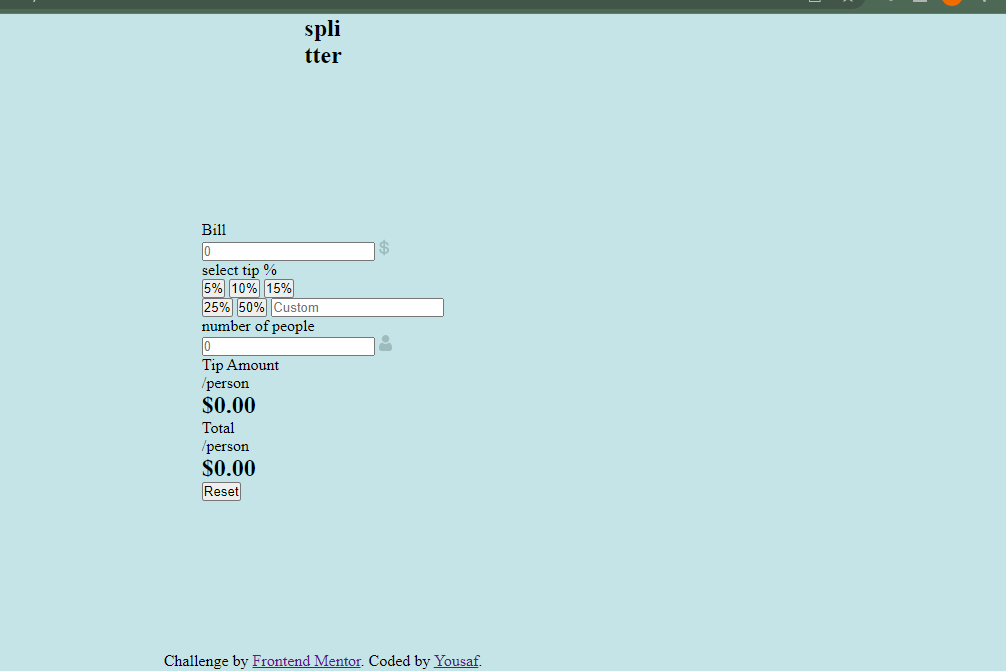 spli
tter
Bill
0 $
select tip %
5% 10% 15%
25% 50% Custom
number of people
0
Tip Amount
/person
$0.00
Total
/person
$0.00
Reset
Challenge by Frontend Mentor. Coded by Yousaf.